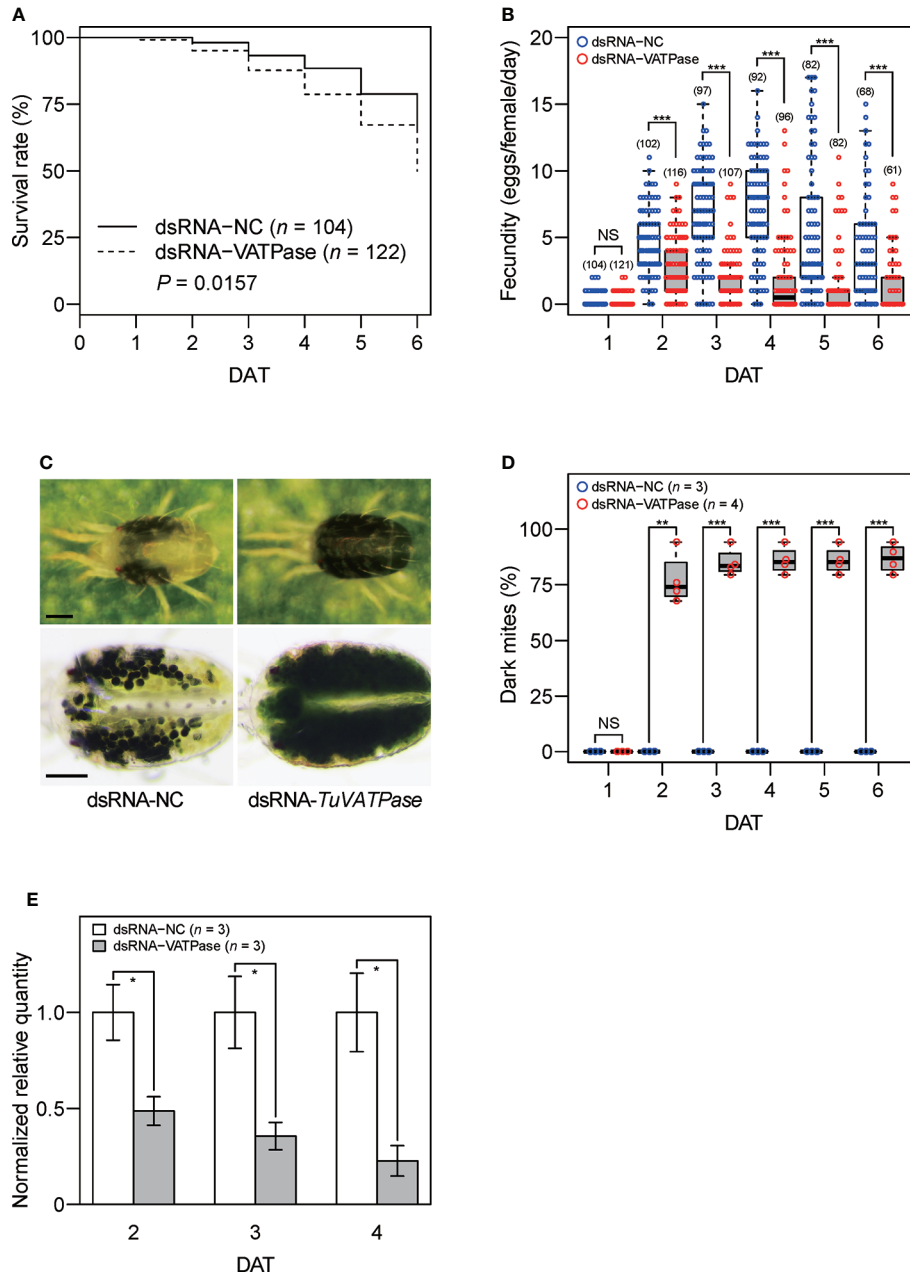 A
Survival rate (%)
100
75
50
25
0
dsRNA−NC (n = 104)
dsRNA−VATPase (n = 122)
P = 0.0157
0 1 2 3 4 5 6
DAT
B
Fecundity (eggs/female/day)
20
15
10
5
0
dsRNA−NC
dsRNA−VATPase
NS
(104) (121)
***
(102)
(116)
***
(97)
(107)
***
(92)
(96)
***
(82)
(82)
***
(68)
(61)
1 2 3 4 5 6
DAT
C
dsRNA-NC
dsRNA-TuVATPase
D
Dark mites (%)
100
75
50
25
0
dsRNA−NC (n = 3)
dsRNA−VATPase (n = 4)
NS
** *** *** *** ***
1 2 3 4 5 6
DAT
E
Normalized relative quantity
1.0
0.5
0
dsRNA−NC (n = 3)
dsRNA−VATPase (n = 3)
* * *
2 3 4
DAT